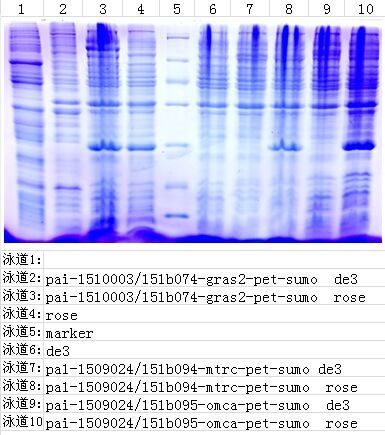 1 2 3 4 5 6 7 8 9 10
泳道1:
泳道2: pai-1510003/151b074-gras2-pet-sumo de3
泳道3: pai-1510003/151b074-gras2-pet-sumo rose
泳道4: rose
泳道5: marker
泳道6: de3
泳道7: pa1-1509024/151b094-mtrc-pet-sumo de3
泳道8: pa1-1509024/151b094-mtrc-pet-sumo rose
泳道9: pa1-1509024/151b095-omca-pet-sumo de3
泳道10 pa1-1509024/151b095-omca-pet-sumo rose